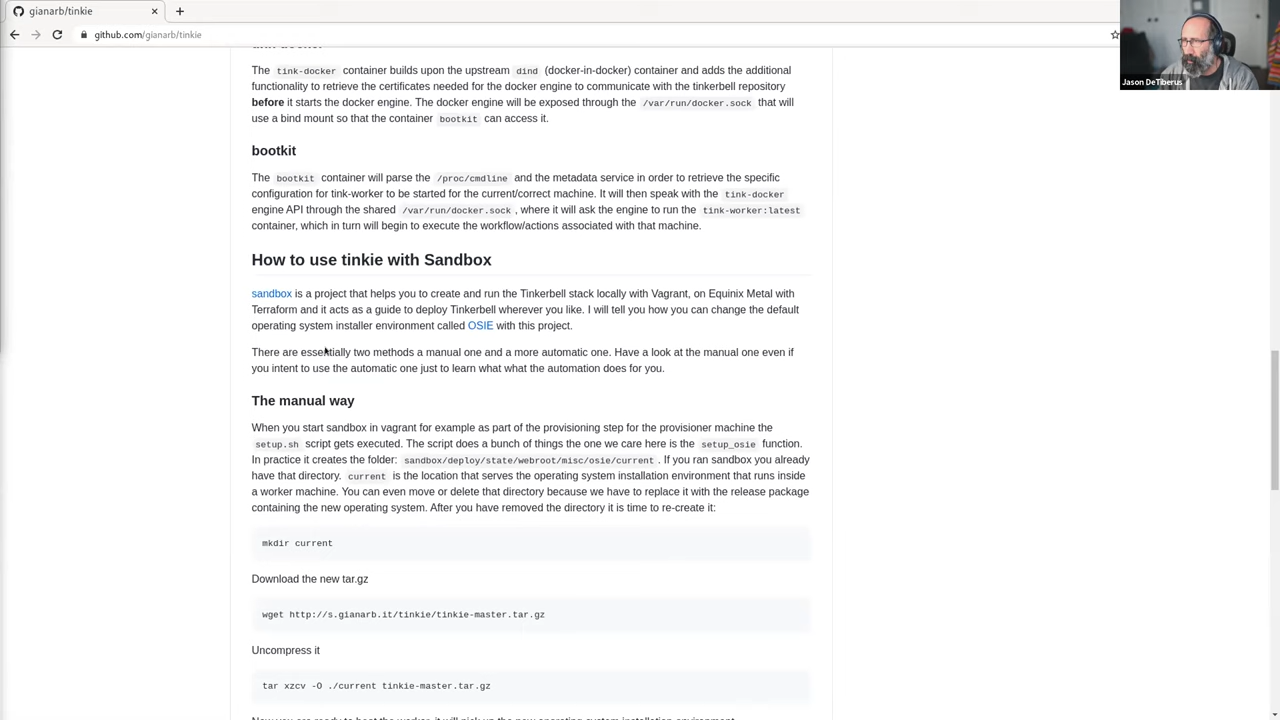 gianarb/tinkie
github.com/gianarb/tinkie
Jason DeTiberus
The tink-docker container builds upon the upstream dind (docker-in-docker) container and adds the additional
functionality to retrieve the certificates needed for the docker engine to communicate with the tinkerbell repository
before it starts the docker engine. The docker engine will be exposed through the /var/run/docker.sock that will
use a bind mount so that the container bootkit can access it.
bootkit
The bootkit container will parse the /proc/cmdline and the metadata service in order to retrieve the specific
configuration for tink-worker to be started for the current/correct machine. It will then speak with the tink-docker
engine API through the shared /var/run/docker.sock , where it will ask the engine to run the tink-worker:latest
container, which in turn will begin to execute the workflow/actions associated with that machine.
How to use tinkie with Sandbox
sandbox is a project that helps you to create and run the Tinkerbell stack locally with Vagrant, on Equinix Metal with
Terraform and it acts as a guide to deploy Tinkerbell wherever you like. I will tell you how you can change the default
operating system installer environment called OSIE with this project.
There are essentially two methods a manual one and a more automatic one. Have a look at the manual one even if
you intent to use the automatic one just to learn what what the automation does for you.
The manual way
When you start sandbox in vagrant for example as part of the provisioning step for the provisioner machine the
setup.sh script gets executed. The script does a bunch of things the one we care here is the setup_osie function.
In practice it creates the folder: sandbox/deploy/state/webroot/misc/osie/current . If you ran sandbox you already
have that directory. current is the location that serves the operating system installation environment that runs inside
a worker machine. You can even move or delete that directory because we have to replace it with the release package
containing the new operating system. After you have removed the directory it is time to re-create it:
mkdir current
Download the new tar.gz
wget http://s.gianarb.it/tinkie/tinkie-master.tar.gz
Uncompress it
tar xzcv -O ./current tinkie-master.tar.gz